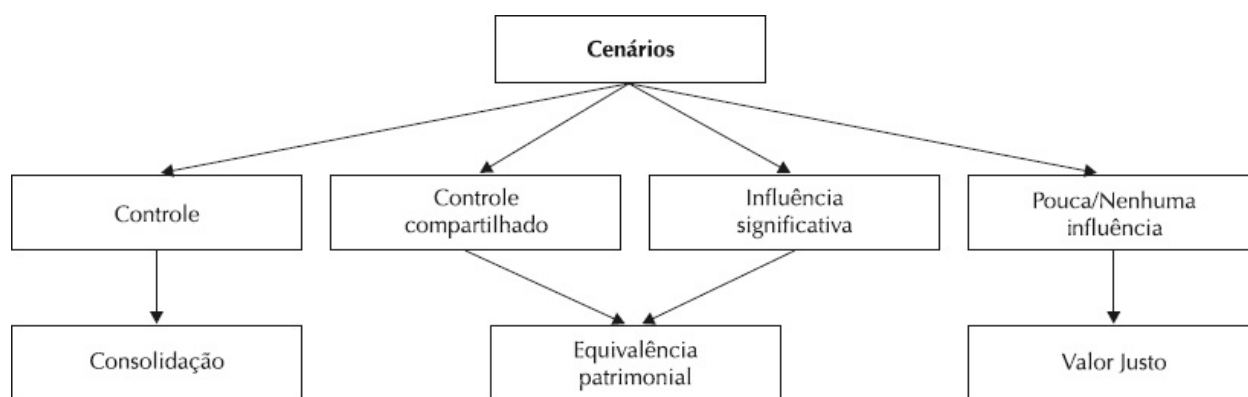 Cenários
Controle
Controle
compartilhado
Influência
significativa
Pouca/Nenhuma
influência
Consolidação
Equivalência
patrimonial
Valor Justo